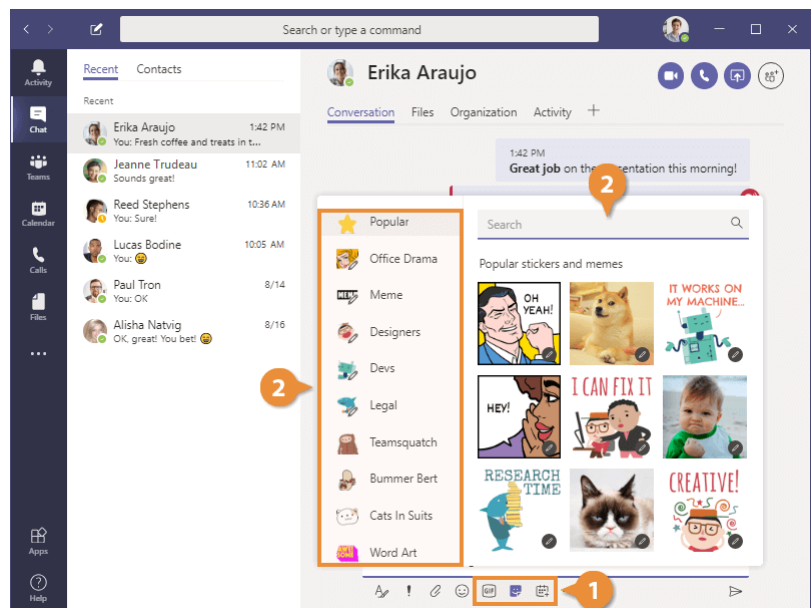 Search or type a command
Activity
Chat
Teams
Calendar
Calls
Files
Apps
Help
Recent Contacts
Recent
Erika Araujo 1:42 PM
You: Fresh coffee and treats in t...
Jeanne Trudeau 11:02 AM
Sounds great!
Reed Stephens 10:36 AM
You: Sure!
Lucas Bodine 10:05 AM
You:
Paul Tron 8/14
You: OK
Alisha Natvig 8/16
OK, great! You bet!
Erika Araujo
Conversation Files Organization Activity
1:42 PM
Great job on the presentation this morning!
2
2
Popular
Office Drama
MEME Meme
Designers
Devs
Legal
Teamsquatch
Bummer Bert
Cats In Suits
AWESOME Word Art
Search
Popular stickers and memes
OH
YEAH!
IT WORKS ON
MY MACHINE...
HEY!
I CAN FIX IT
RESEARCH
TIME
CREATIVE!
GIF
1